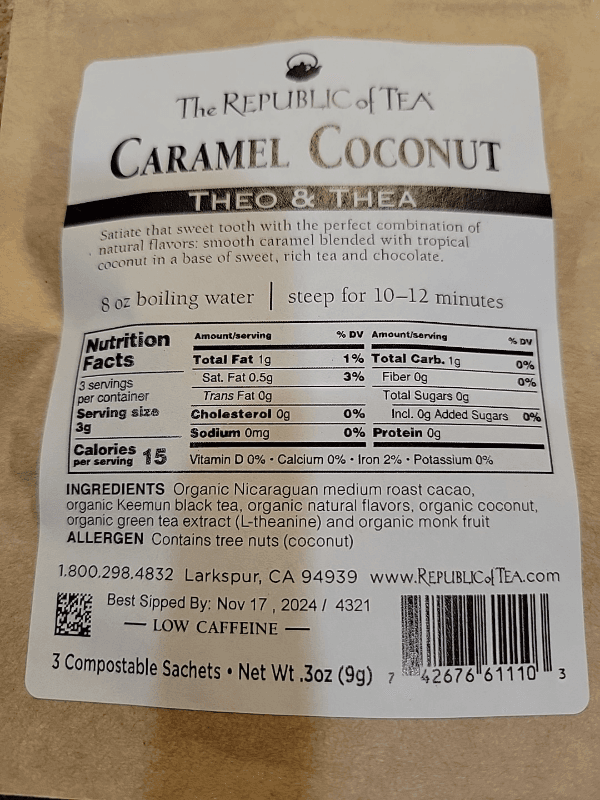 The REPUBLIC of TEA
CARAMEL COCONUT
THEO & THEA
Satiate that sweet tooth with the perfect combination of
natural flavors: smooth caramel blended with tropical
coconut in a base of sweet, rich tea and chocolate.
8 oz boiling water | steep for 10–12 minutes
Nutrition
Facts
3 servings
per container
Serving size
3g
Calories
per serving 15
Amount/serving % DV
Total Fat 1g 1%
Sat. Fat 0.5g 3%
Trans Fat 0g
Cholesterol 0g 0%
Sodium 0mg 0%
Amount/serving % DV
Total Carb. 1g 0%
Fiber 0g 0%
Total Sugars 0g
Incl. 0g Added Sugars 0%
Protein 0g
Vitamin D 0% • Calcium 0% • Iron 2% • Potassium 0%
INGREDIENTS Organic Nicaraguan medium roast cacao,
organic Keemun black tea, organic natural flavors, organic coconut,
organic green tea extract (L-theanine) and organic monk fruit
ALLERGEN Contains tree nuts (coconut)
1.800.298.4832 Larkspur, CA 94939 www.REPUBLICofTEA.com
Best Sipped By: Nov 17 , 2024 / 4321
— LOW CAFFEINE —
3 Compostable Sachets • Net Wt .3oz (9g)
7 42676 61110 3